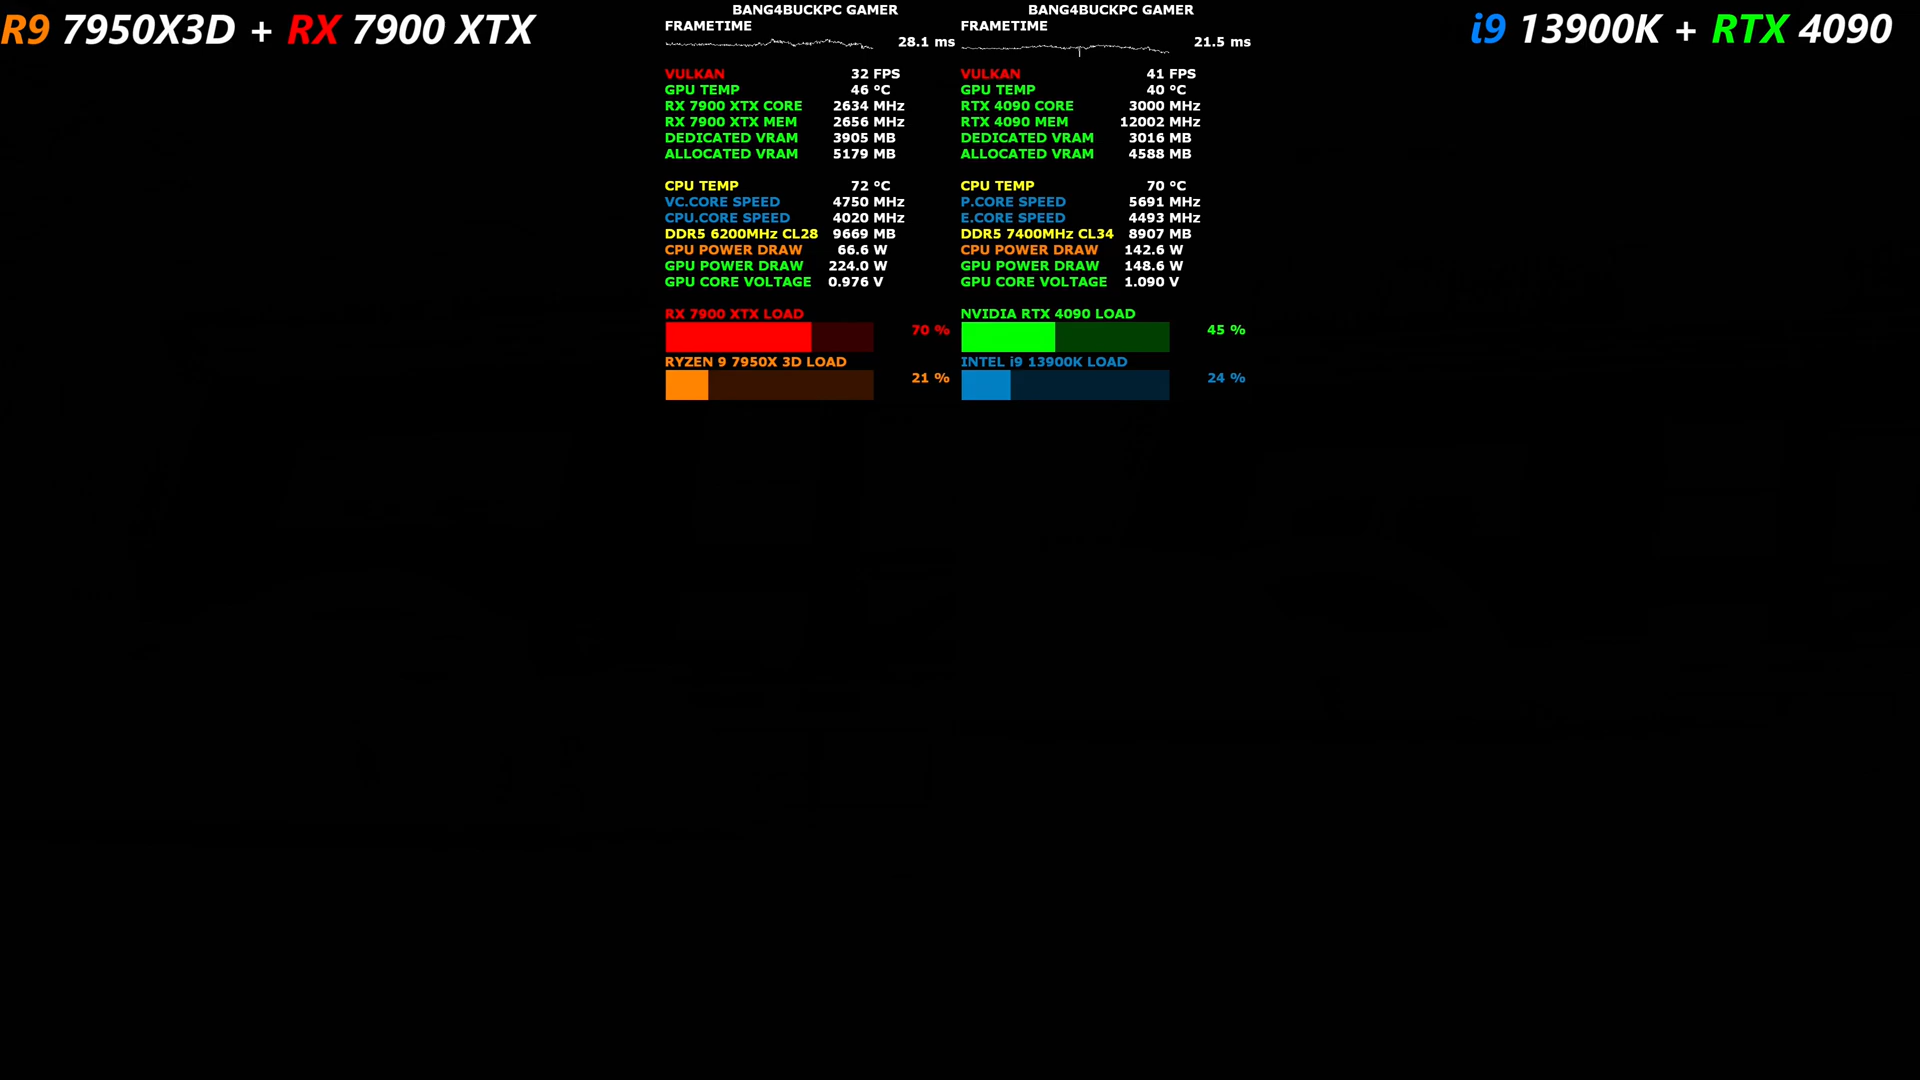 R9 7950X3D + RX 7900 XTX
BANG4BUCKPC GAMER
FRAMETIME
28.1 ms
VULKAN 32 FPS
GPU TEMP 46 °C
RX 7900 XTX CORE 2634 MHz
RX 7900 XTX MEM 2656 MHz
DEDICATED VRAM 3905 MB
ALLOCATED VRAM 5179 MB
CPU TEMP 72 °C
VC.CORE SPEED 4750 MHz
CPU.CORE SPEED 4020 MHz
DDR5 6200MHz CL28 9669 MB
CPU POWER DRAW 66.6 W
GPU POWER DRAW 224.0 W
GPU CORE VOLTAGE 0.976 V
RX 7900 XTX LOAD
70 %
RYZEN 9 7950X 3D LOAD
21 %
BANG4BUCKPC GAMER
FRAMETIME
21.5 ms
VULKAN 41 FPS
GPU TEMP 40 °C
RTX 4090 CORE 3000 MHz
RTX 4090 MEM 12002 MHz
DEDICATED VRAM 3016 MB
ALLOCATED VRAM 4588 MB
CPU TEMP 70 °C
P.CORE SPEED 5691 MHz
E.CORE SPEED 4493 MHz
DDR5 7400MHz CL34 8907 MB
CPU POWER DRAW 142.6 W
GPU POWER DRAW 148.6 W
GPU CORE VOLTAGE 1.090 V
NVIDIA RTX 4090 LOAD
45 %
INTEL i9 13900K LOAD
24 %
i9 13900K + RTX 4090